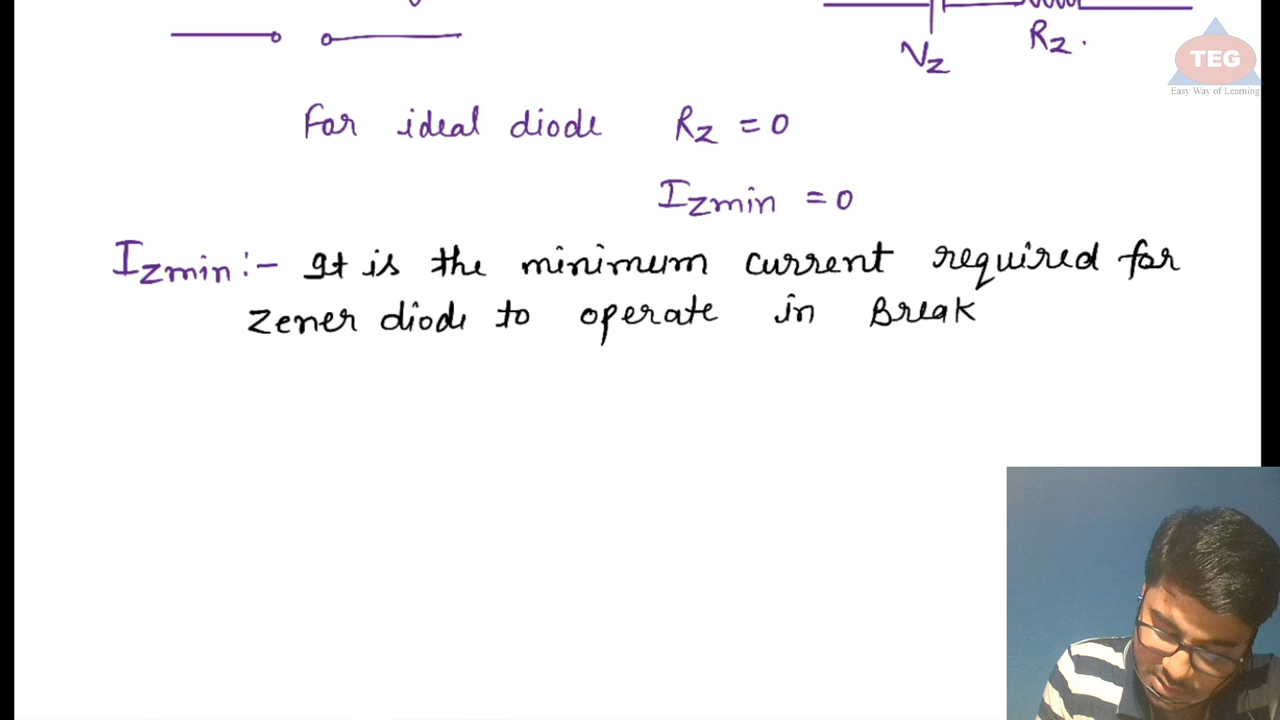 Vz
Rz.
TEG
Easy Way of Learning
For ideal diode Rz = 0
Izmin = 0
Izmin :- It is the minimum current required for
zener diode to operate in Break